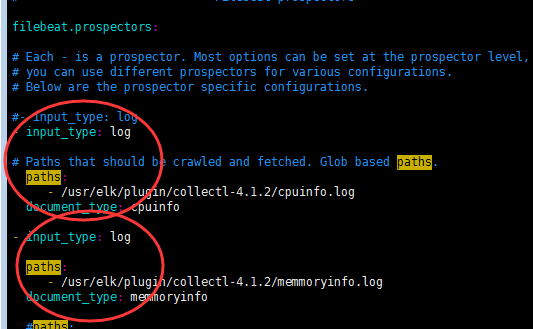 filebeat.prospectors:
# Each - is a prospector. Most options can be set at the prospector level,
# you can use different prospectors for various configurations.
# Below are the prospector specific configurations.
#- input_type: log
- input_type: log
# Paths that should be crawled and fetched. Glob based paths.
paths:
- /usr/elk/plugin/collectl-4.1.2/cpuinfo.log
document_type: cpuinfo
- input_type: log
paths:
- /usr/elk/plugin/collectl-4.1.2/memmoryinfo.log
document_type: memmoryinfo
#paths: